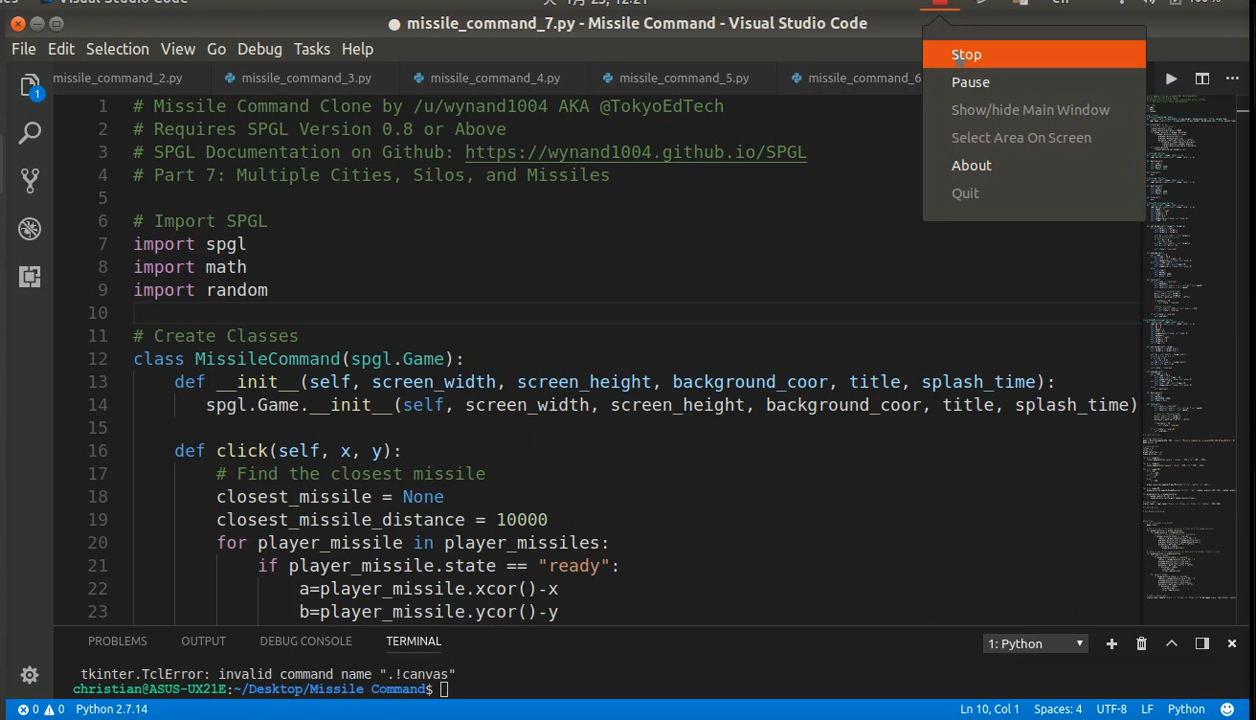 missile_command_7.py - Missile Command - Visual Studio Code
File Edit Selection View Go Debug Tasks Help
missile_command_2.py missile_command_3.py missile_command_4.py missile_command_5.py missile_command_6
Stop
Pause
Show/hide Main Window
Select Area On Screen
About
Quit
1
1 # Missile Command Clone by /u/wynand1004 AKA @TokyoEdTech
2 # Requires SPGL Version 0.8 or Above
3 # SPGL Documentation on Github: https://wynand1004.github.io/SPGL
4 # Part 7: Multiple Cities, Silos, and Missiles
5
6 # Import SPGL
7 import spgl
8 import math
9 import random
10
11 # Create Classes
12 class MissileCommand(spgl.Game):
13 def __init__(self, screen_width, screen_height, background_coor, title, splash_time):
14 spgl.Game.__init__(self, screen_width, screen_height, background_coor, title, splash_time)
15
16 def click(self, x, y):
17 # Find the closest missile
18 closest_missile = None
19 closest_missile_distance = 10000
20 for player_missile in player_missiles:
21 if player_missile.state == "ready":
22 a=player_missile.xcor()-x
23 b=player_missile.ycor()-y
PROBLEMS OUTPUT DEBUG CONSOLE TERMINAL 1: Python
tkinter.TclError: invalid command name ".!canvas"
christian@ASUS-UX21E:~/Desktop/Missile Command$
0 0 Python 2.7.14 Ln 10, Col 1 Spaces: 4 UTF-8 LF Python